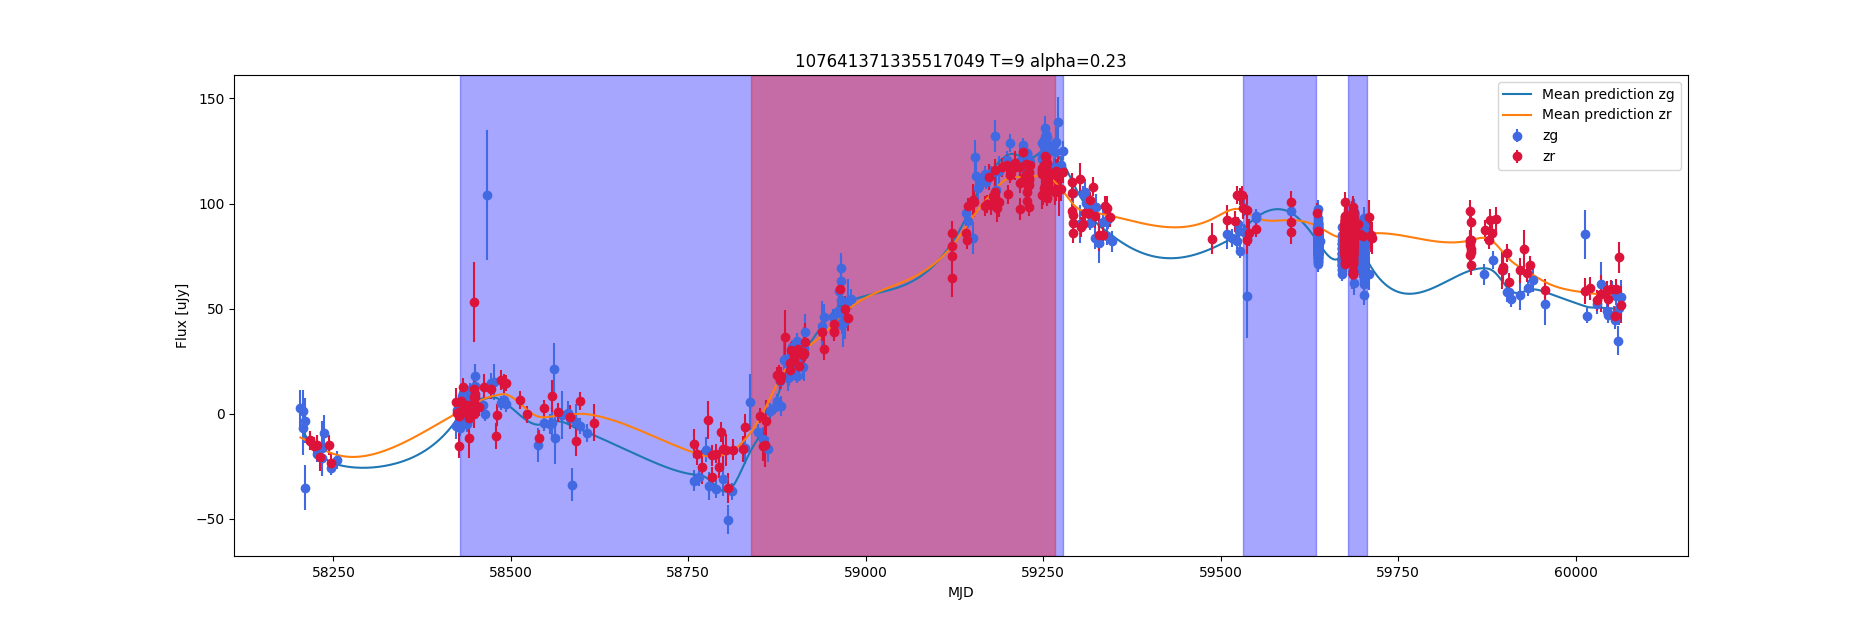 107641371335517049 T=9 alpha=0.23
150
100
50
0
−50
Flux [uJy]
58250 58500 58750 59000 59250 59500 59750 60000
MJD
Mean prediction zg
Mean prediction zr
zg
zr